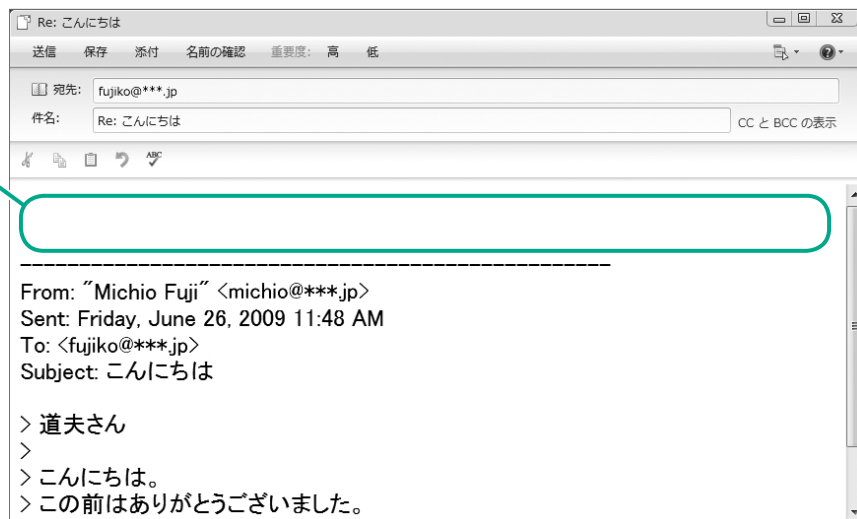 Re: こんにちは
送信 保存 添付 名前の確認 重要度: 高 低
宛先: fujiko@***.jp
件名: Re: こんにちは CC と BCC の表示
ABC
--------------------------------------------------
From: "Michio Fuji" <michio@***.jp>
Sent: Friday, June 26, 2009 11:48 AM
To: <fujiko@***.jp>
Subject: こんにちは
> 道夫さん
>
> こんにちは。
> この前はありがとうございました。